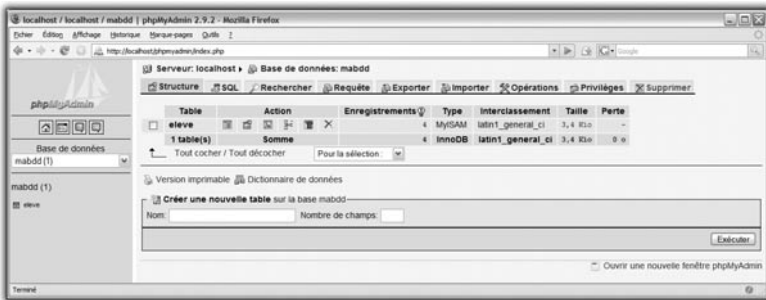 localhost / localhost / mabdd | phpMyAdmin 2.9.2 - Mozilla Firefox
Fichier Édition Affichage Historique Marque-pages Outils ?
http://localhost/phpmyadmin/index.php
Google
phpMyAdmin
Base de données
mabdd (1)
mabdd (1)
eleve
Serveur: localhost Base de données: mabdd
Structure SQL Rechercher Requête Exporter Importer Opérations Privilèges Supprimer
Table Action Enregistrements Type Interclassement Taille Perte
eleve 4 MyISAM latin1_general_ci 3,4 Kio -
1 table(s) Somme 4 InnoDB latin1_general_ci 3,4 Kio 0 o
Tout cocher / Tout décocher Pour la sélection :
Version imprimable Dictionnaire de données
Créer une nouvelle table sur la base mabdd
Nom: Nombre de champs:
Exécuter
Ouvrir une nouvelle fenêtre phpMyAdmin
Terminé